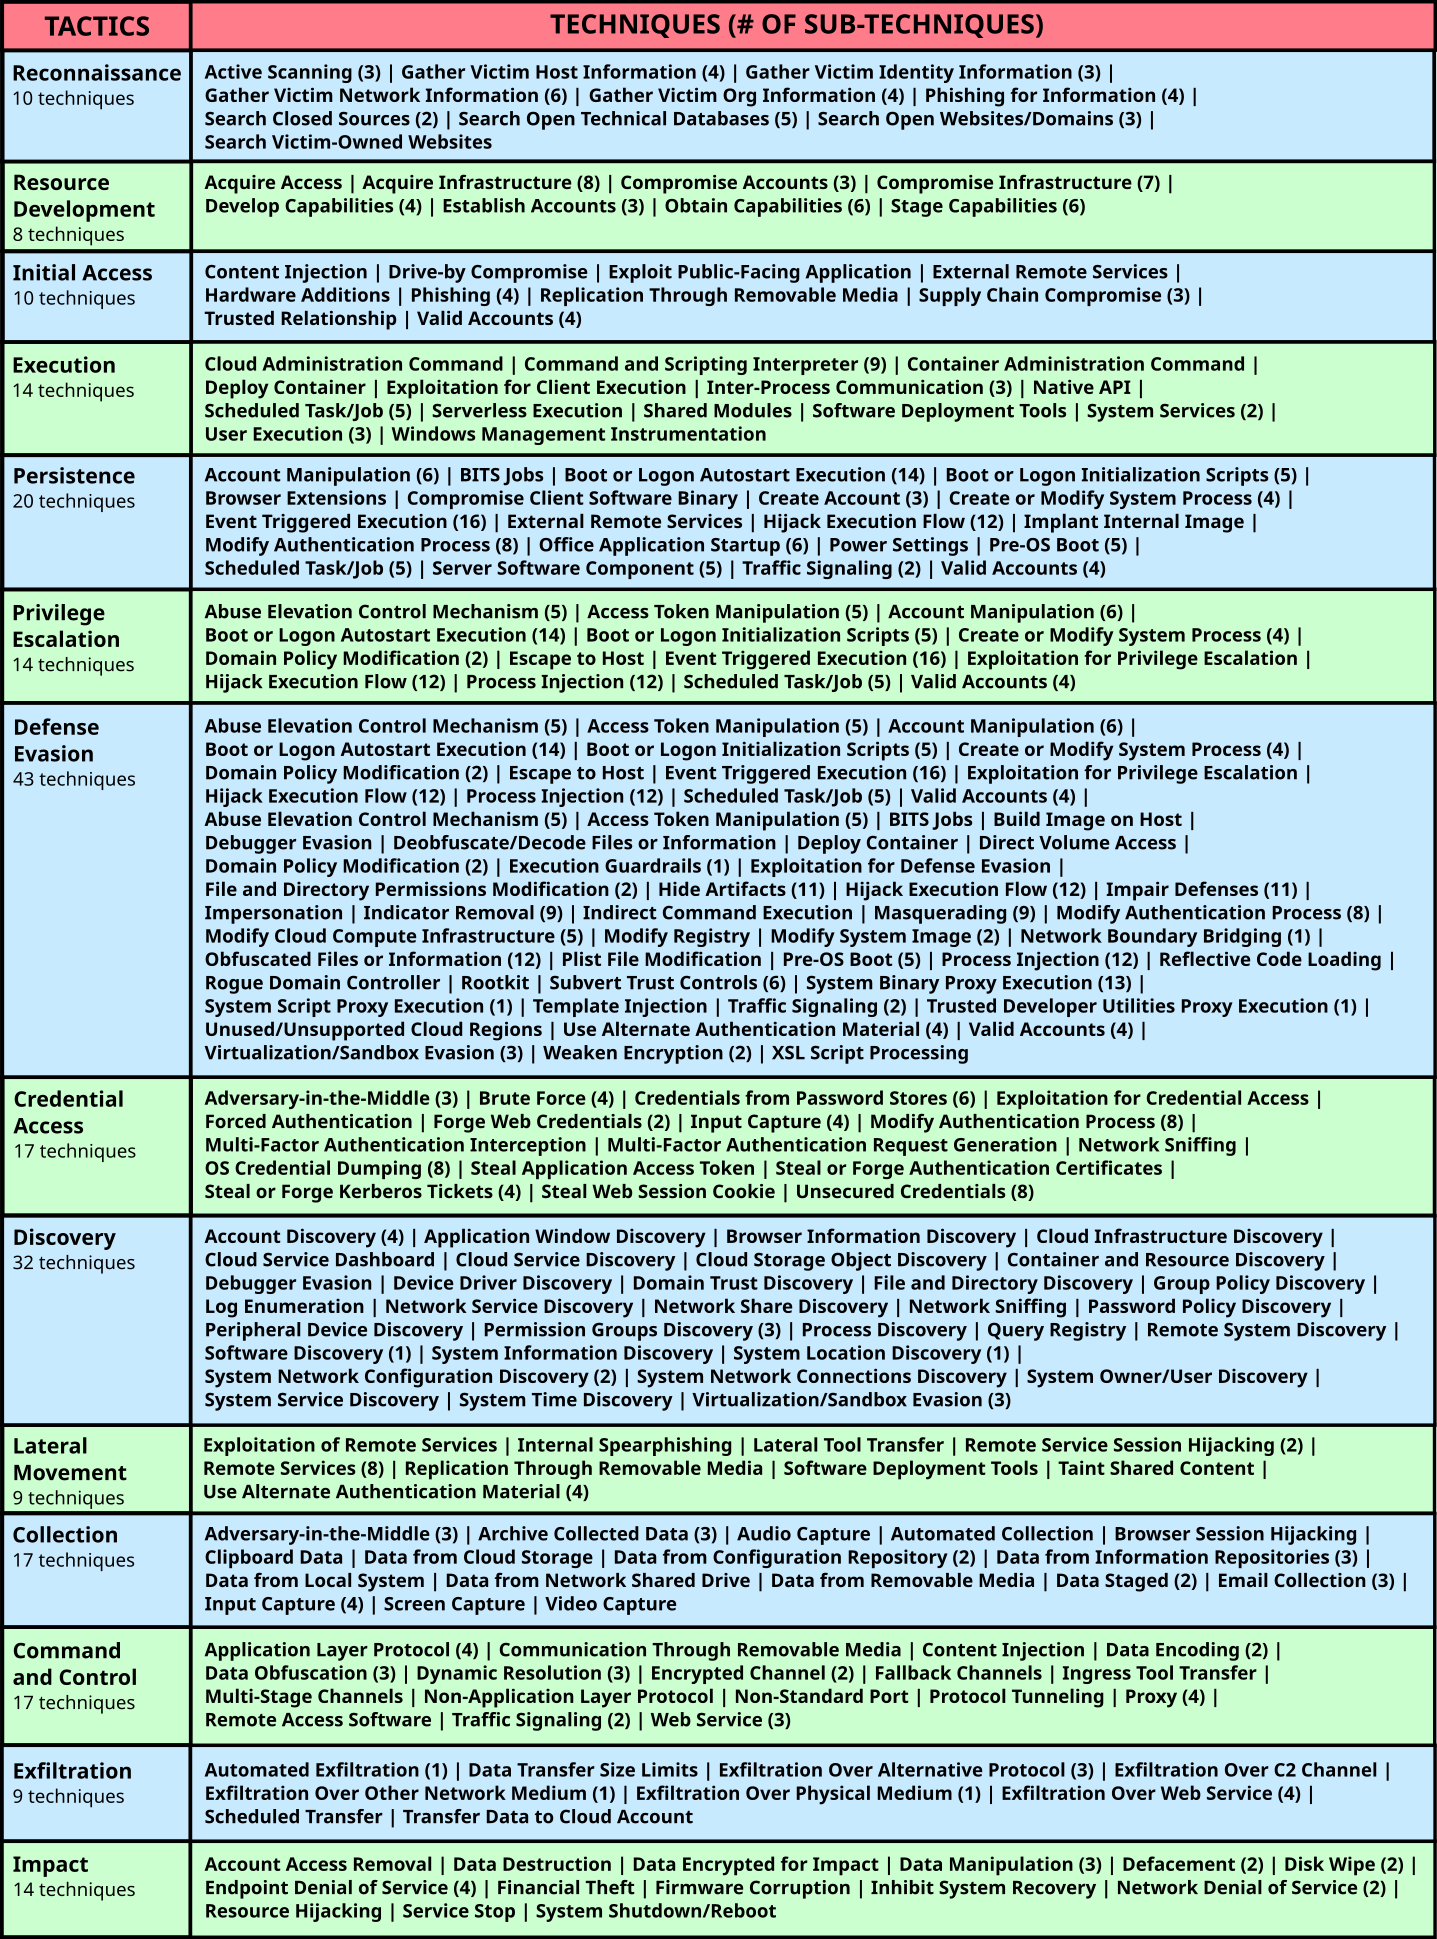 TACTICS
TECHNIQUES (# OF SUB-TECHNIQUES)
Reconnaissance
10 techniques
Active Scanning (3) | Gather Victim Host Information (4) | Gather Victim Identity Information (3) |
Gather Victim Network Information (6) | Gather Victim Org Information (4) | Phishing for Information (4) |
Search Closed Sources (2) | Search Open Technical Databases (5) | Search Open Websites/Domains (3) |
Search Victim-Owned Websites
Resource
Development
8 techniques
Acquire Access | Acquire Infrastructure (8) | Compromise Accounts (3) | Compromise Infrastructure (7) |
Develop Capabilities (4) | Establish Accounts (3) | Obtain Capabilities (6) | Stage Capabilities (6)
Initial Access
10 techniques
Content Injection | Drive-by Compromise | Exploit Public-Facing Application | External Remote Services |
Hardware Additions | Phishing (4) | Replication Through Removable Media | Supply Chain Compromise (3) |
Trusted Relationship | Valid Accounts (4)
Execution
14 techniques
Cloud Administration Command | Command and Scripting Interpreter (9) | Container Administration Command |
Deploy Container | Exploitation for Client Execution | Inter-Process Communication (3) | Native API |
Scheduled Task/Job (5) | Serverless Execution | Shared Modules | Software Deployment Tools | System Services (2) |
User Execution (3) | Windows Management Instrumentation
Persistence
20 techniques
Account Manipulation (6) | BITS Jobs | Boot or Logon Autostart Execution (14) | Boot or Logon Initialization Scripts (5) |
Browser Extensions | Compromise Client Software Binary | Create Account (3) | Create or Modify System Process (4) |
Event Triggered Execution (16) | External Remote Services | Hijack Execution Flow (12) | Implant Internal Image |
Modify Authentication Process (8) | Office Application Startup (6) | Power Settings | Pre-OS Boot (5) |
Scheduled Task/Job (5) | Server Software Component (5) | Traffic Signaling (2) | Valid Accounts (4)
Privilege
Escalation
14 techniques
Abuse Elevation Control Mechanism (5) | Access Token Manipulation (5) | Account Manipulation (6) |
Boot or Logon Autostart Execution (14) | Boot or Logon Initialization Scripts (5) | Create or Modify System Process (4) |
Domain Policy Modification (2) | Escape to Host | Event Triggered Execution (16) | Exploitation for Privilege Escalation |
Hijack Execution Flow (12) | Process Injection (12) | Scheduled Task/Job (5) | Valid Accounts (4)
Defense
Evasion
43 techniques
Abuse Elevation Control Mechanism (5) | Access Token Manipulation (5) | Account Manipulation (6) |
Boot or Logon Autostart Execution (14) | Boot or Logon Initialization Scripts (5) | Create or Modify System Process (4) |
Domain Policy Modification (2) | Escape to Host | Event Triggered Execution (16) | Exploitation for Privilege Escalation |
Hijack Execution Flow (12) | Process Injection (12) | Scheduled Task/Job (5) | Valid Accounts (4) |
Abuse Elevation Control Mechanism (5) | Access Token Manipulation (5) | BITS Jobs | Build Image on Host |
Debugger Evasion | Deobfuscate/Decode Files or Information | Deploy Container | Direct Volume Access |
Domain Policy Modification (2) | Execution Guardrails (1) | Exploitation for Defense Evasion |
File and Directory Permissions Modification (2) | Hide Artifacts (11) | Hijack Execution Flow (12) | Impair Defenses (11) |
Impersonation | Indicator Removal (9) | Indirect Command Execution | Masquerading (9) | Modify Authentication Process (8) |
Modify Cloud Compute Infrastructure (5) | Modify Registry | Modify System Image (2) | Network Boundary Bridging (1) |
Obfuscated Files or Information (12) | Plist File Modification | Pre-OS Boot (5) | Process Injection (12) | Reflective Code Loading |
Rogue Domain Controller | Rootkit | Subvert Trust Controls (6) | System Binary Proxy Execution (13) |
System Script Proxy Execution (1) | Template Injection | Traffic Signaling (2) | Trusted Developer Utilities Proxy Execution (1) |
Unused/Unsupported Cloud Regions | Use Alternate Authentication Material (4) | Valid Accounts (4) |
Virtualization/Sandbox Evasion (3) | Weaken Encryption (2) | XSL Script Processing
Credential
Access
17 techniques
Adversary-in-the-Middle (3) | Brute Force (4) | Credentials from Password Stores (6) | Exploitation for Credential Access |
Forced Authentication | Forge Web Credentials (2) | Input Capture (4) | Modify Authentication Process (8) |
Multi-Factor Authentication Interception | Multi-Factor Authentication Request Generation | Network Sniffing |
OS Credential Dumping (8) | Steal Application Access Token | Steal or Forge Authentication Certificates |
Steal or Forge Kerberos Tickets (4) | Steal Web Session Cookie | Unsecured Credentials (8)
Discovery
32 techniques
Account Discovery (4) | Application Window Discovery | Browser Information Discovery | Cloud Infrastructure Discovery |
Cloud Service Dashboard | Cloud Service Discovery | Cloud Storage Object Discovery | Container and Resource Discovery |
Debugger Evasion | Device Driver Discovery | Domain Trust Discovery | File and Directory Discovery | Group Policy Discovery |
Log Enumeration | Network Service Discovery | Network Share Discovery | Network Sniffing | Password Policy Discovery |
Peripheral Device Discovery | Permission Groups Discovery (3) | Process Discovery | Query Registry | Remote System Discovery |
Software Discovery (1) | System Information Discovery | System Location Discovery (1) |
System Network Configuration Discovery (2) | System Network Connections Discovery | System Owner/User Discovery |
System Service Discovery | System Time Discovery | Virtualization/Sandbox Evasion (3)
Lateral
Movement
9 techniques
Exploitation of Remote Services | Internal Spearphishing | Lateral Tool Transfer | Remote Service Session Hijacking (2) |
Remote Services (8) | Replication Through Removable Media | Software Deployment Tools | Taint Shared Content |
Use Alternate Authentication Material (4)
Collection
17 techniques
Adversary-in-the-Middle (3) | Archive Collected Data (3) | Audio Capture | Automated Collection | Browser Session Hijacking |
Clipboard Data | Data from Cloud Storage | Data from Configuration Repository (2) | Data from Information Repositories (3) |
Data from Local System | Data from Network Shared Drive | Data from Removable Media | Data Staged (2) | Email Collection (3) |
Input Capture (4) | Screen Capture | Video Capture
Command
and Control
17 techniques
Application Layer Protocol (4) | Communication Through Removable Media | Content Injection | Data Encoding (2) |
Data Obfuscation (3) | Dynamic Resolution (3) | Encrypted Channel (2) | Fallback Channels | Ingress Tool Transfer |
Multi-Stage Channels | Non-Application Layer Protocol | Non-Standard Port | Protocol Tunneling | Proxy (4) |
Remote Access Software | Traffic Signaling (2) | Web Service (3)
Exfiltration
9 techniques
Automated Exfiltration (1) | Data Transfer Size Limits | Exfiltration Over Alternative Protocol (3) | Exfiltration Over C2 Channel |
Exfiltration Over Other Network Medium (1) | Exfiltration Over Physical Medium (1) | Exfiltration Over Web Service (4) |
Scheduled Transfer | Transfer Data to Cloud Account
Impact
14 techniques
Account Access Removal | Data Destruction | Data Encrypted for Impact | Data Manipulation (3) | Defacement (2) | Disk Wipe (2) |
Endpoint Denial of Service (4) | Financial Theft | Firmware Corruption | Inhibit System Recovery | Network Denial of Service (2) |
Resource Hijacking | Service Stop | System Shutdown/Reboot